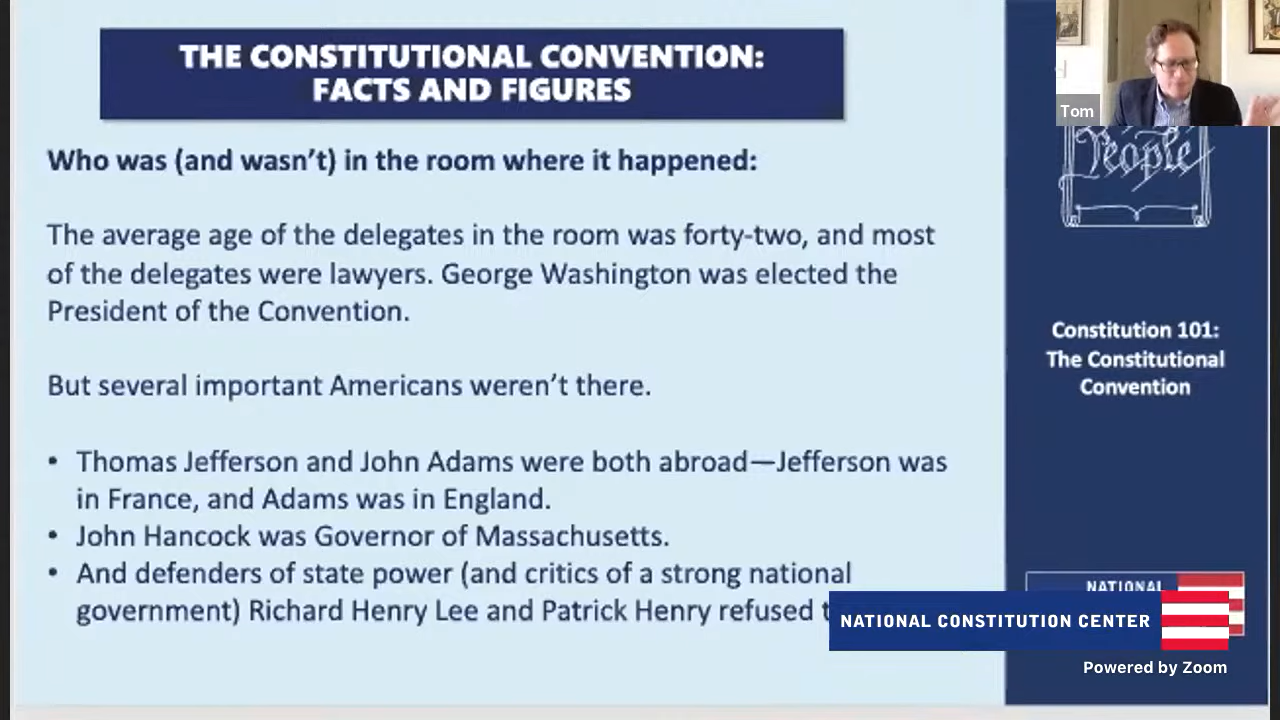 THE CONSTITUTIONAL CONVENTION:
FACTS AND FIGURES
Who was (and wasn't) in the room where it happened:
The average age of the delegates in the room was forty-two, and most
of the delegates were lawyers. George Washington was elected the
President of the Convention.
But several important Americans weren't there.
• Thomas Jefferson and John Adams were both abroad—Jefferson was
in France, and Adams was in England.
• John Hancock was Governor of Massachusetts.
• And defenders of state power (and critics of a strong national
government) Richard Henry Lee and Patrick Henry refused
Tom
People
Constitution 101:
The Constitutional
Convention
NATIONAL
NATIONAL CONSTITUTION CENTER
Powered by Zoom